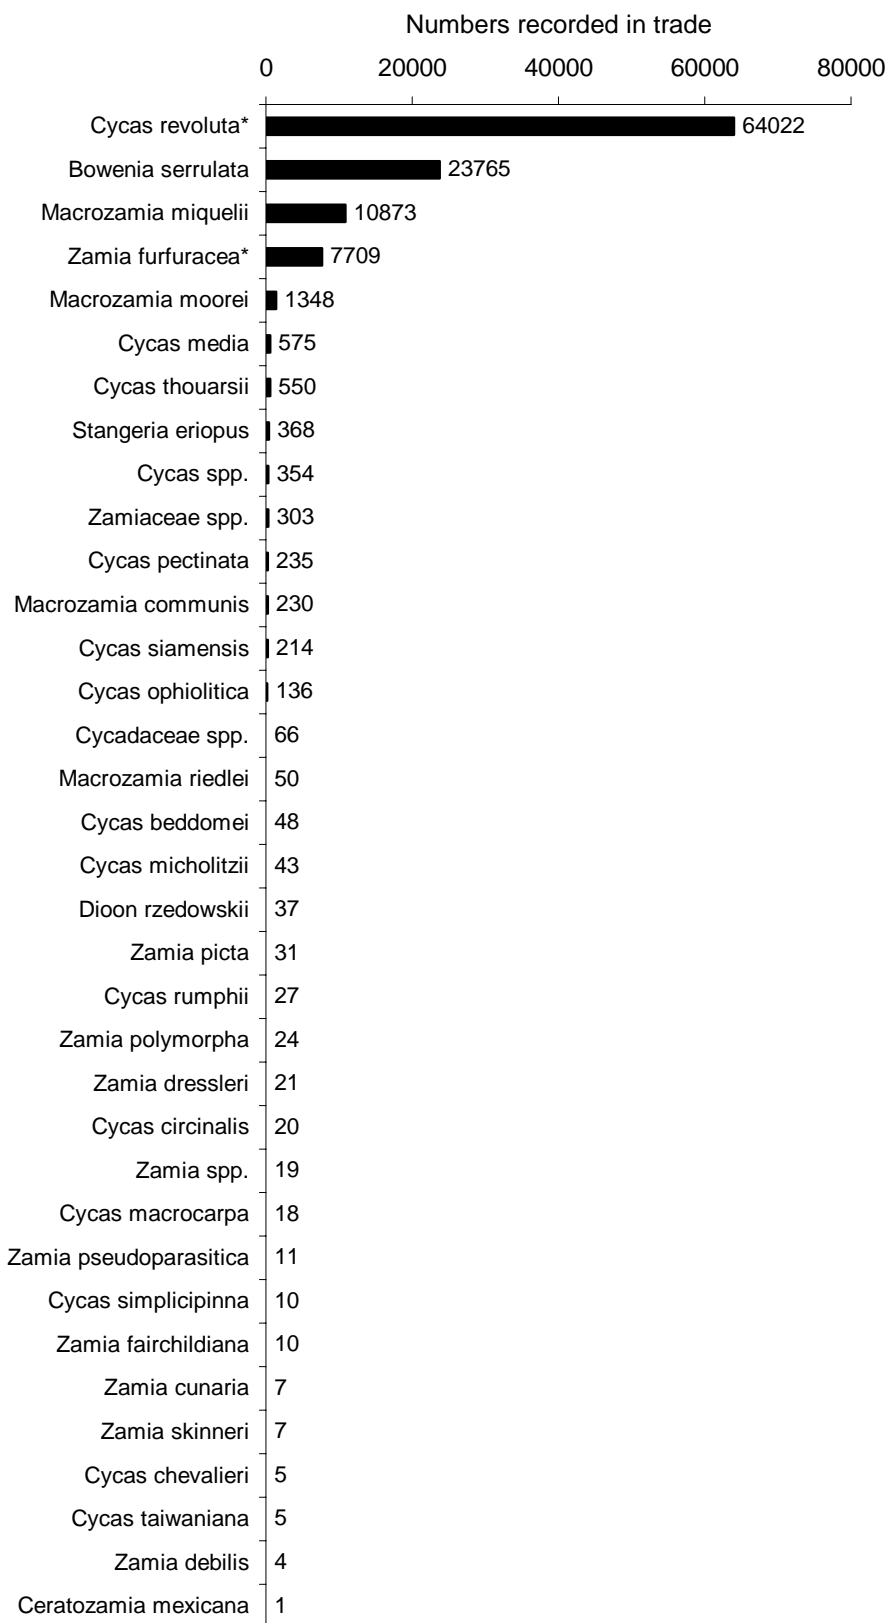 Numbers recorded in trade
0 20000 40000 60000 80000
Cycas revoluta* 64022
Bowenia serrulata 23765
Macrozamia miquelii 10873
Zamia furfuracea* 7709
Macrozamia moorei 1348
Cycas media 575
Cycas thouarsii 550
Stangeria eriopus 368
Cycas spp. 354
Zamiaceae spp. 303
Cycas pectinata 235
Macrozamia communis 230
Cycas siamensis 214
Cycas ophiolitica 136
Cycadaceae spp. 66
Macrozamia riedlei 50
Cycas beddomei 48
Cycas micholitzii 43
Dioon rzedowskii 37
Zamia picta 31
Cycas rumphii 27
Zamia polymorpha 24
Zamia dressleri 21
Cycas circinalis 20
Zamia spp. 19
Cycas macrocarpa 18
Zamia pseudoparasitica 11
Cycas simplicipinna 10
Zamia fairchildiana 10
Zamia cunaria 7
Zamia skinneri 7
Cycas chevalieri 5
Cycas taiwaniana 5
Zamia debilis 4
Ceratozamia mexicana 1